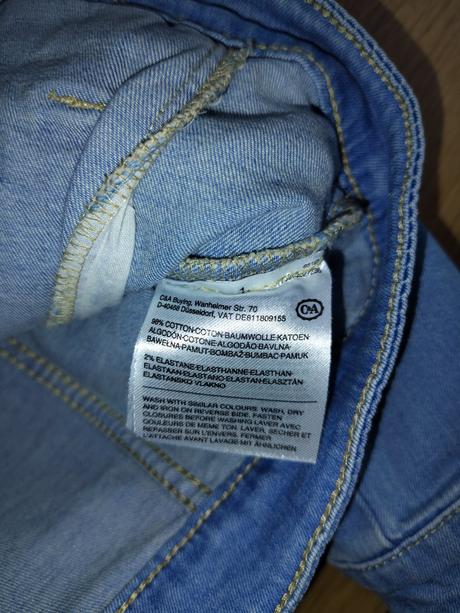 1
C&A Buying, Wanheimer Str. 70
D-40468 Düsseldorf, VAT DE811809155
C&A
98% COTTON-COTON-BAUMWOLLE-KATOEN-
ALGODÓN-COTONE-ALGODÃO-BAVLNA-
BAWEŁNA-PAMUT-BOMBAŽ-BUMBAC-PAMUK
2% ELASTANE-ELASTHANNE-ELASTHAN-
ELASTAAN-ELASTANO-ELASTAN-ELASZTÁN-
ELASTANSKO VLAKNO
WASH WITH SIMILAR COLOURS. WASH, DRY
AND IRON ON REVERSE SIDE. FASTEN
CLOSURES BEFORE WASHING LAVER AVEC
COULEURS DE MEME TON. LAVER, SECHER ET
REPASSER SUR L'ENVERS. FERMER
L'ATTACHE AVANT LAVAGE MIT ÄHNLICHEN